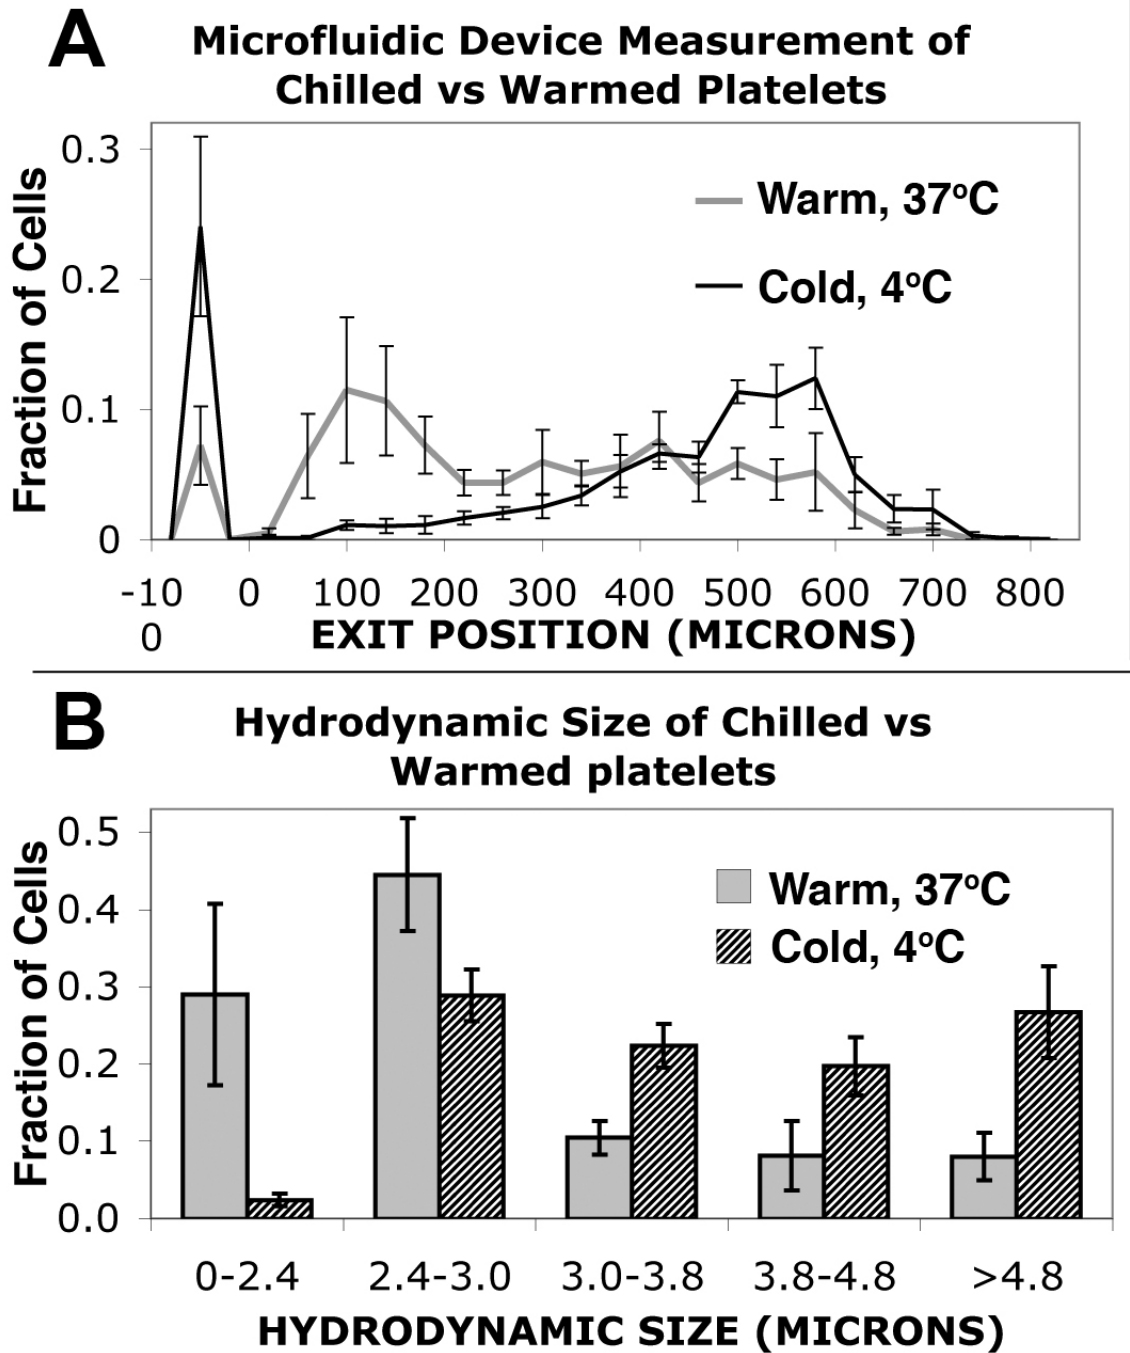 A
Microfluidic Device Measurement of
Chilled vs Warmed Platelets
Fraction of Cells
0.3
0.2
0.1
0
Warm, 37ºC
Cold, 4ºC
-10 0 100 200 300 400 500 600 700 800
0
EXIT POSITION (MICRONS)
B
Hydrodynamic Size of Chilled vs
Warmed platelets
Fraction of Cells
0.5
0.4
0.3
0.2
0.1
0.0
Warm, 37ºC
Cold, 4ºC
0-2.4 2.4-3.0 3.0-3.8 3.8-4.8 >4.8
HYDRODYNAMIC SIZE (MICRONS)